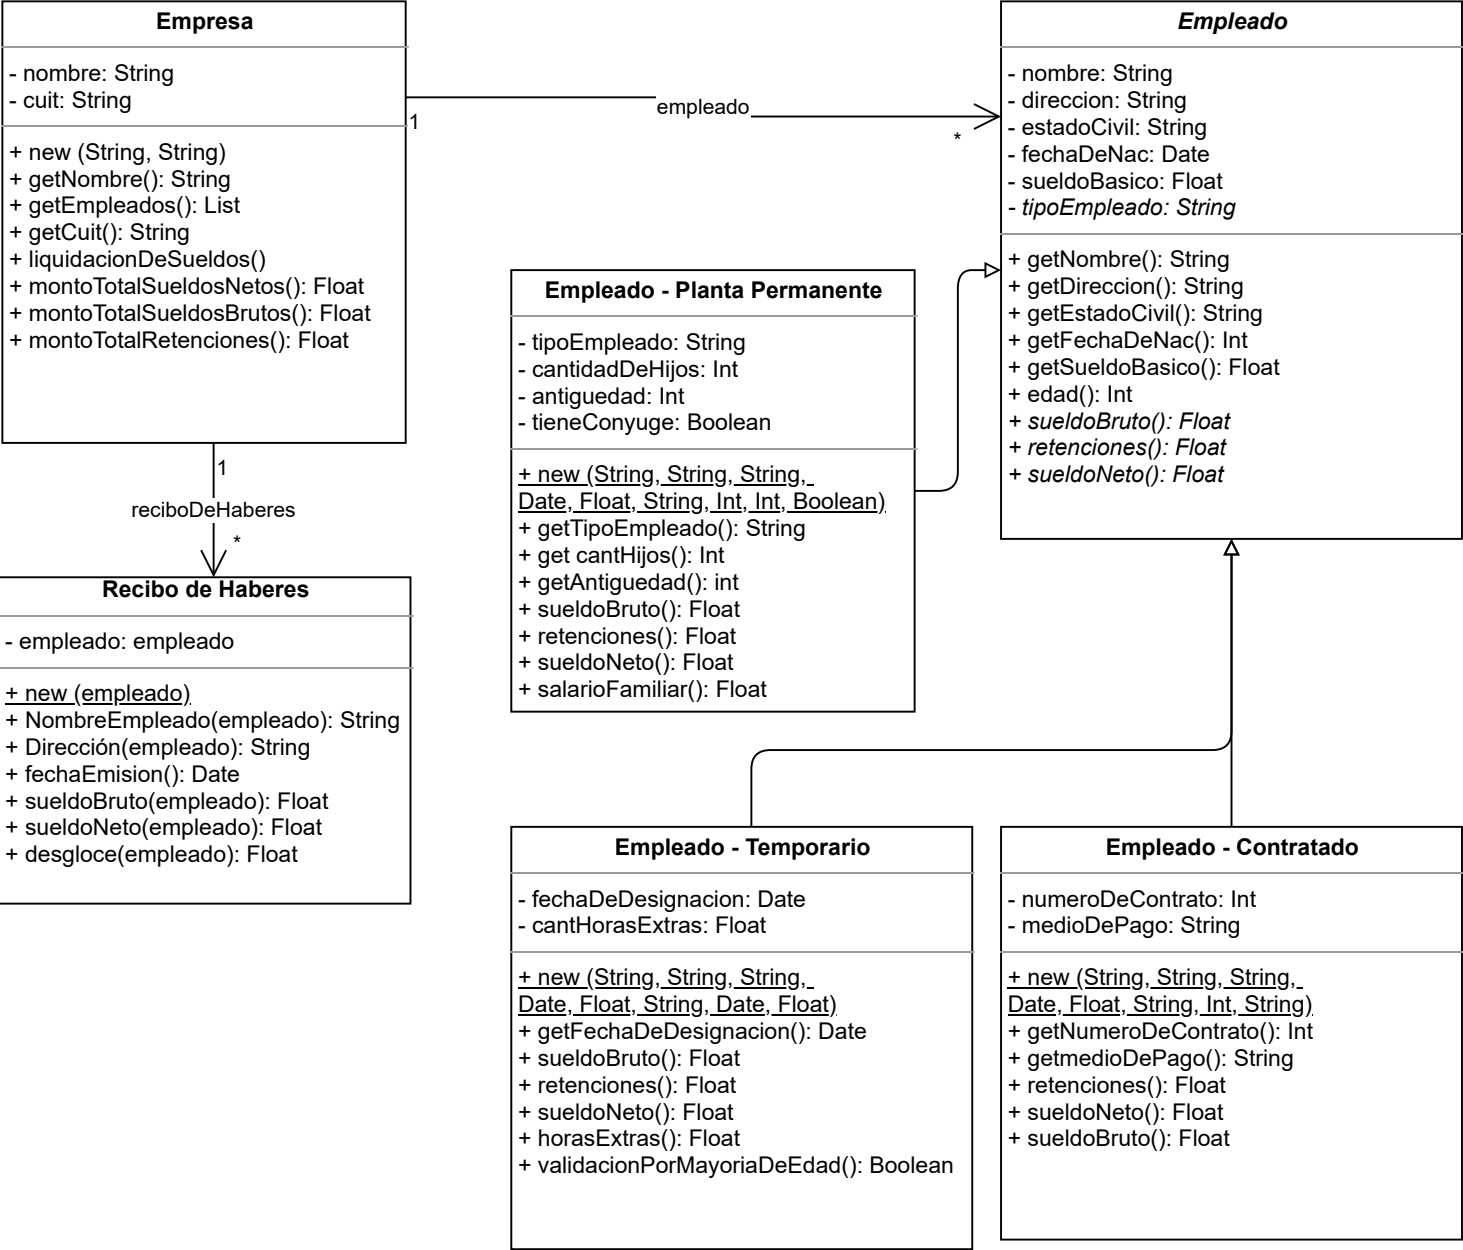 Empresa
- nombre: String
- cuit: String
+ new (String, String)
+ getNombre(): String
+ getEmpleados(): List
+ getCuit(): String
+ liquidacionDeSueldos()
+ montoTotalSueldosNetos(): Float
+ montoTotalSueldosBrutos(): Float
+ montoTotalRetenciones(): Float
1
empleado
*
Empleado
- nombre: String
- direccion: String
- estadoCivil: String
- fechaDeNac: Date
- sueldoBasico: Float
- tipoEmpleado: String
+ getNombre(): String
+ getDireccion(): String
+ getEstadoCivil(): String
+ getFechaDeNac(): Int
+ getSueldoBasico(): Float
+ edad(): Int
+ sueldoBruto(): Float
+ retenciones(): Float
+ sueldoNeto(): Float
Empleado - Planta Permanente
- tipoEmpleado: String
- cantidadDeHijos: Int
- antiguedad: Int
- tieneConyuge: Boolean
+ new (String, String, String,
Date, Float, String, Int, Int, Boolean)
+ getTipoEmpleado(): String
+ get cantHijos(): Int
+ getAntiguedad(): int
+ sueldoBruto(): Float
+ retenciones(): Float
+ sueldoNeto(): Float
+ salarioFamiliar(): Float
1
reciboDeHaberes
*
Recibo de Haberes
- empleado: empleado
+ new (empleado)
+ NombreEmpleado(empleado): String
+ Dirección(empleado): String
+ fechaEmision(): Date
+ sueldoBruto(empleado): Float
+ sueldoNeto(empleado): Float
+ desgloce(empleado): Float
Empleado - Temporario
- fechaDeDesignacion: Date
- cantHorasExtras: Float
+ new (String, String, String,
Date, Float, String, Date, Float)
+ getFechaDeDesignacion(): Date
+ sueldoBruto(): Float
+ retenciones(): Float
+ sueldoNeto(): Float
+ horasExtras(): Float
+ validacionPorMayoriaDeEdad(): Boolean
Empleado - Contratado
- numeroDeContrato: Int
- medioDePago: String
+ new (String, String, String,
Date, Float, String, Int, String)
+ getNumeroDeContrato(): Int
+ getmedioDePago(): String
+ retenciones(): Float
+ sueldoNeto(): Float
+ sueldoBruto(): Float